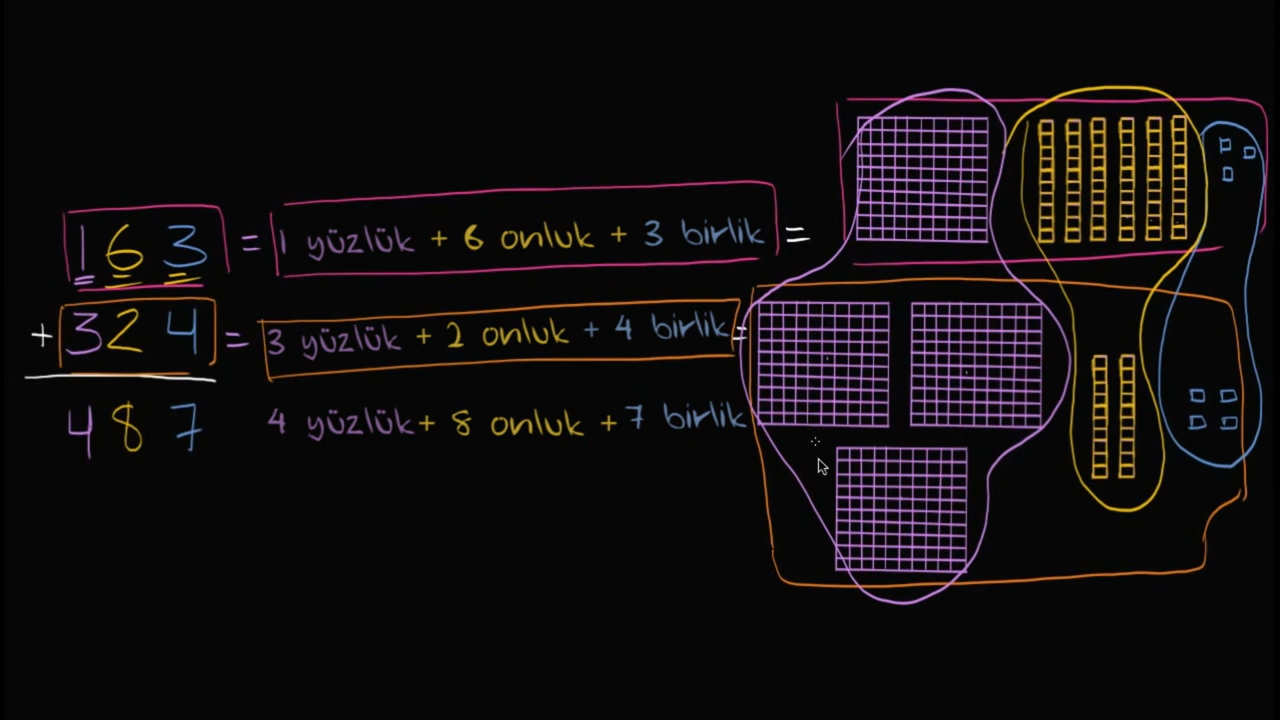 163 = 1 yüzlük + 6 onluk + 3 birlik =
+ 324 = 3 yüzlük + 2 onluk + 4 birlik =
487 4 yüzlük + 8 onluk + 7 birlik